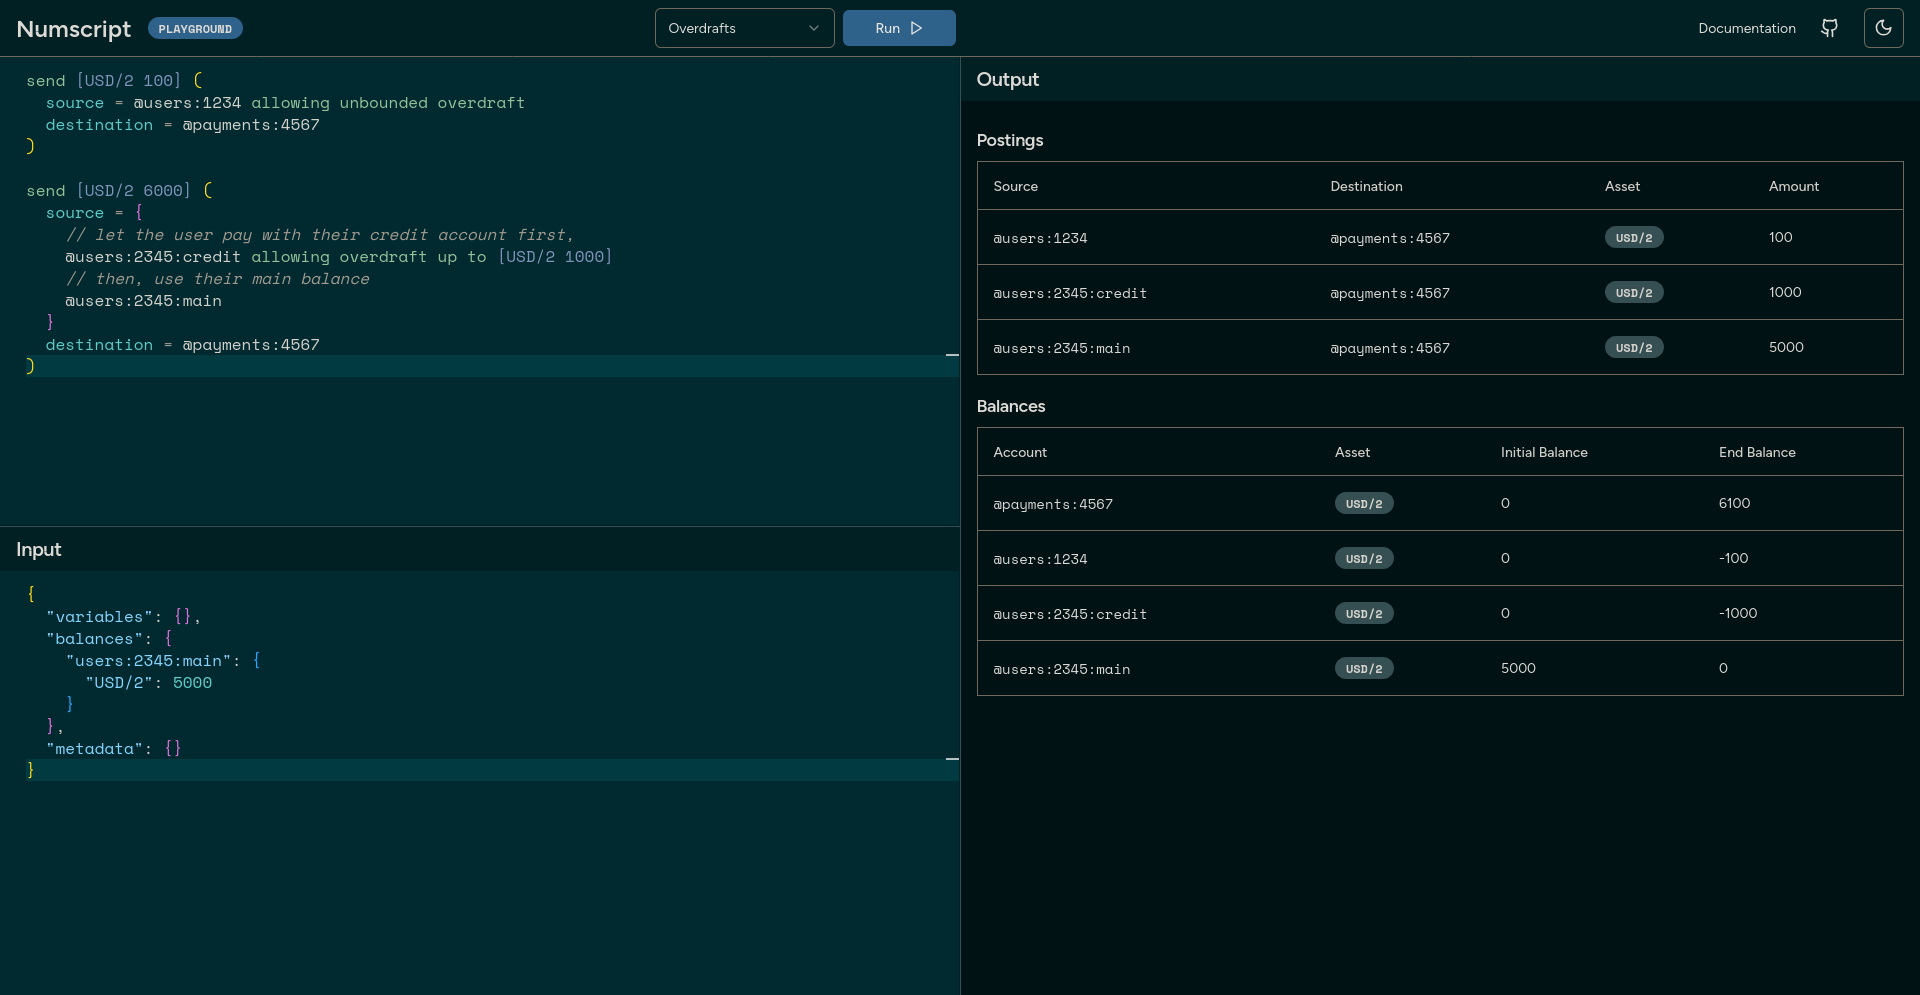 Numscript PLAYGROUND Overdrafts Run Documentation
send [USD/2 100] (
  source = @users:1234 allowing unbounded overdraft
  destination = @payments:4567
)
send [USD/2 6000] (
  source = {
    // let the user pay with their credit account first,
    @users:2345:credit allowing overdraft up to [USD/2 1000]
    // then, use their main balance
    @users:2345:main
  }
  destination = @payments:4567
)
Input
{
  "variables": {},
  "balances": {
    "users:2345:main": {
      "USD/2": 5000
    }
  },
  "metadata": {}
}
Output
Postings
Source Destination Asset Amount
@users:1234 @payments:4567 USD/2 100
@users:2345:credit @payments:4567 USD/2 1000
@users:2345:main @payments:4567 USD/2 5000
Balances
Account Asset Initial Balance End Balance
@payments:4567 USD/2 0 6100
@users:1234 USD/2 0 -100
@users:2345:credit USD/2 0 -1000
@users:2345:main USD/2 5000 0